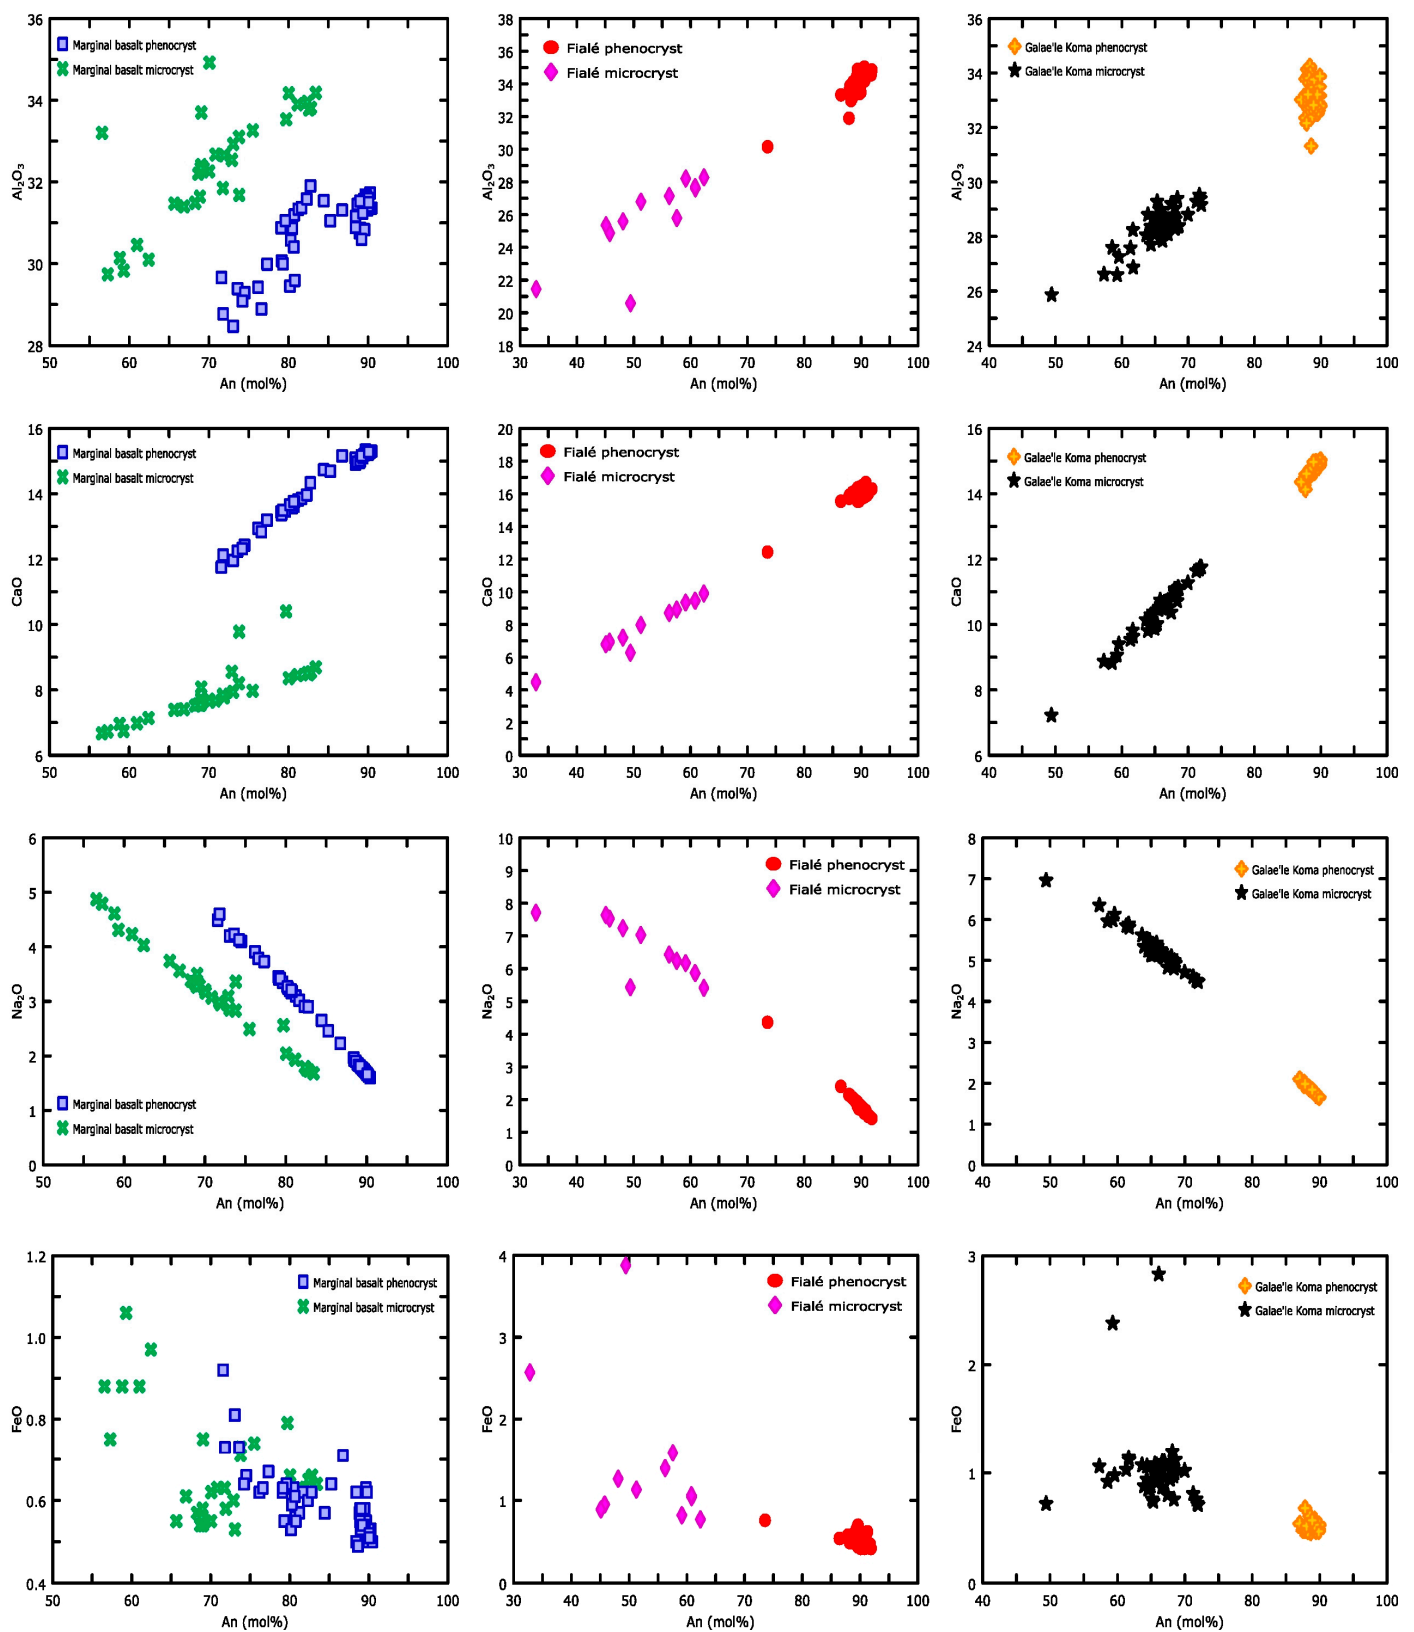 36
34
32
30
28
Al₂O₃
Marginal basalt phenocryst
Marginal basalt microcryst
50 60 70 80 90 100
An (mol%)
38
36
34
32
30
28
26
24
22
20
18
Al₂O₃
Fialé phenocryst
Fialé microcryst
30 40 50 60 70 80 90 100
An (mol%)
36
34
32
30
28
26
24
Al₂O₃
Galae'le Koma phenocryst
Galae'le Koma microcryst
40 50 60 70 80 90 100
An (mol%)
16
14
12
10
8
6
CaO
Marginal basalt phenocryst
Marginal basalt microcryst
50 60 70 80 90 100
An (mol%)
20
18
16
14
12
10
8
6
4
2
0
CaO
Fialé phenocryst
Fialé microcryst
30 40 50 60 70 80 90 100
An (mol%)
16
14
12
10
8
6
CaO
Galae'le Koma phenocryst
Galae'le Koma microcryst
40 50 60 70 80 90 100
An (mol%)
6
5
4
3
2
1
0
Na₂O
Marginal basalt phenocryst
Marginal basalt microcryst
50 60 70 80 90 100
An (mol%)
10
9
8
7
6
5
4
3
2
1
0
Na₂O
Fialé phenocryst
Fialé microcryst
30 40 50 60 70 80 90 100
An (mol%)
8
7
6
5
4
3
2
1
0
Na₂O
Galae'le Koma phenocryst
Galae'le Koma microcryst
40 50 60 70 80 90 100
An (mol%)
1.2
1.0
0.8
0.6
0.4
FeO
Marginal basalt phenocryst
Marginal basalt microcryst
50 60 70 80 90 100
An (mol%)
4
3
2
1
0
FeO
Fialé phenocryst
Fialé microcryst
30 40 50 60 70 80 90 100
An (mol%)
3
2
1
0
FeO
Galae'le Koma phenocryst
Galae'le Koma microcryst
40 50 60 70 80 90 100
An (mol%)